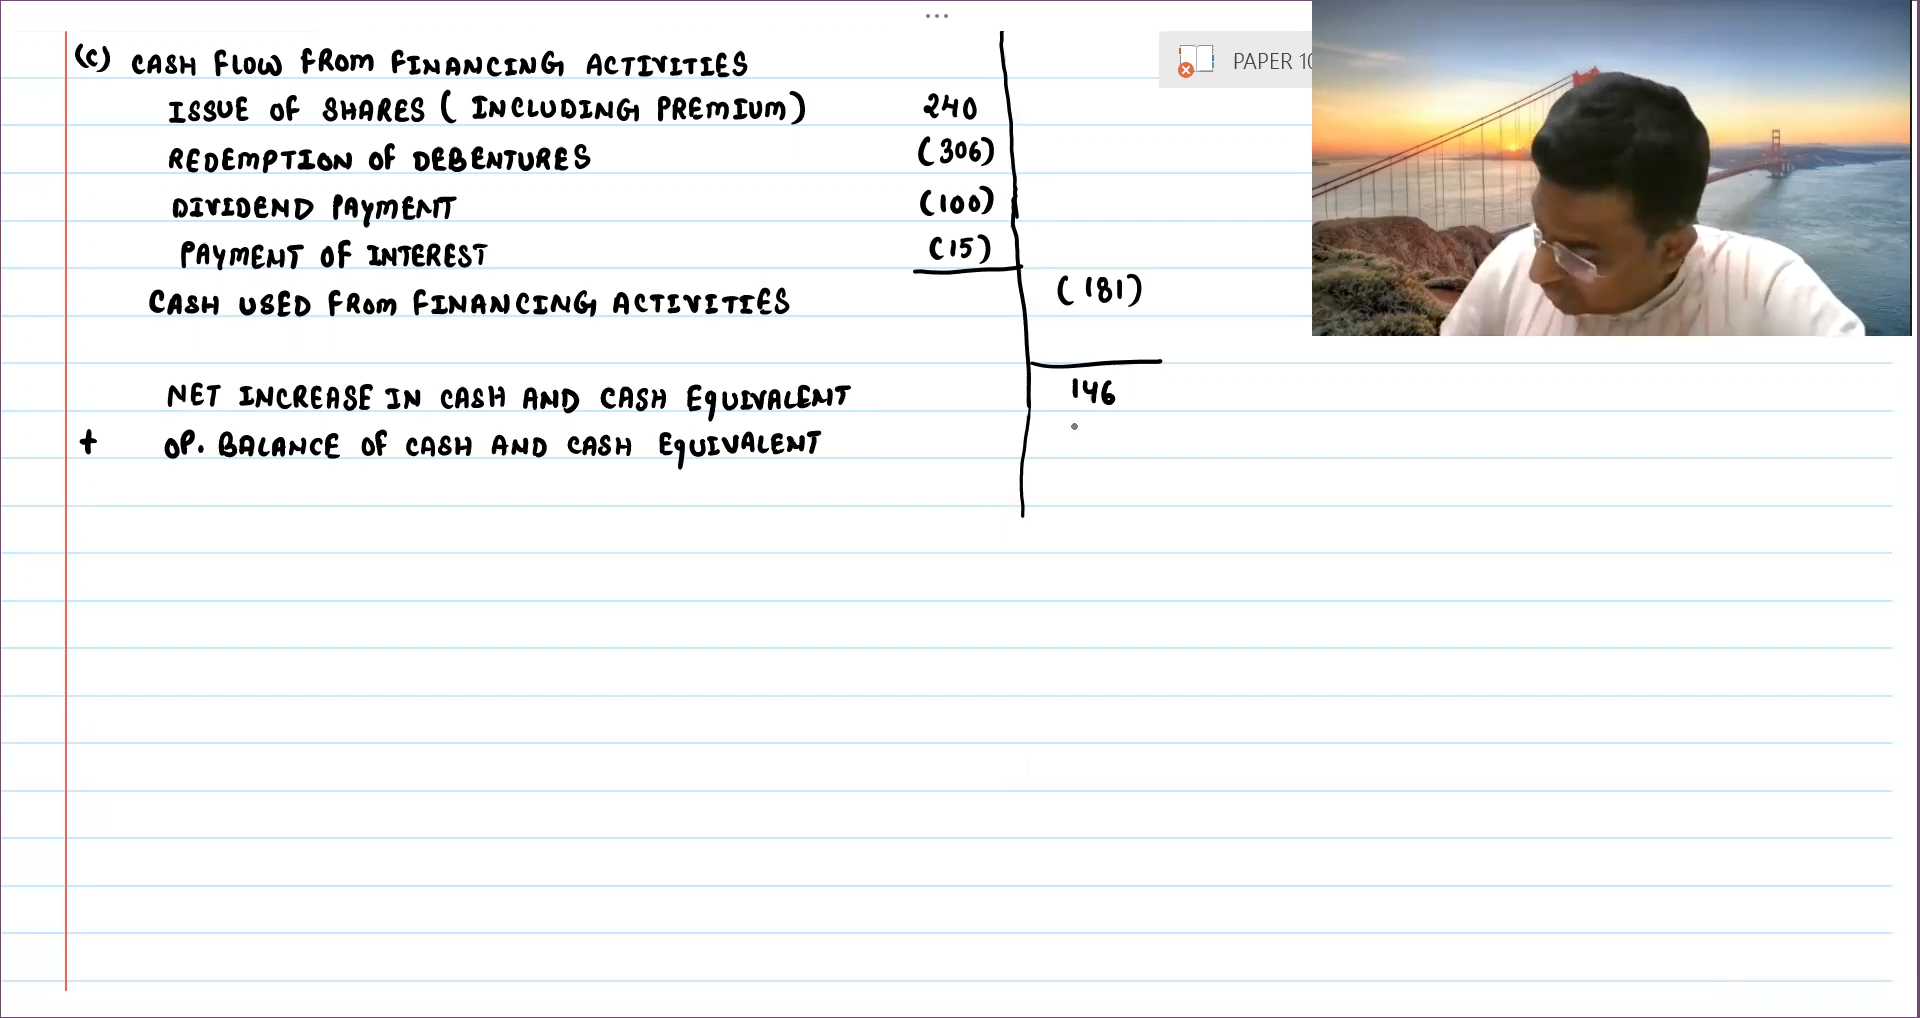 (C) CASH FLOW FROM FINANCING ACTIVITIES
ISSUE OF SHARES ( INCLUDING PREMIUM) 240
REDEMPTION OF DEBENTURES (306)
DIVIDEND PAYMENT (100)
PAYMENT OF INTEREST (15)
CASH USED FROM FINANCING ACTIVITIES (181)
NET INCREASE IN CASH AND CASH EQUIVALENT 146
+ OP. BALANCE OF CASH AND CASH EQUIVALENT
PAPER 10